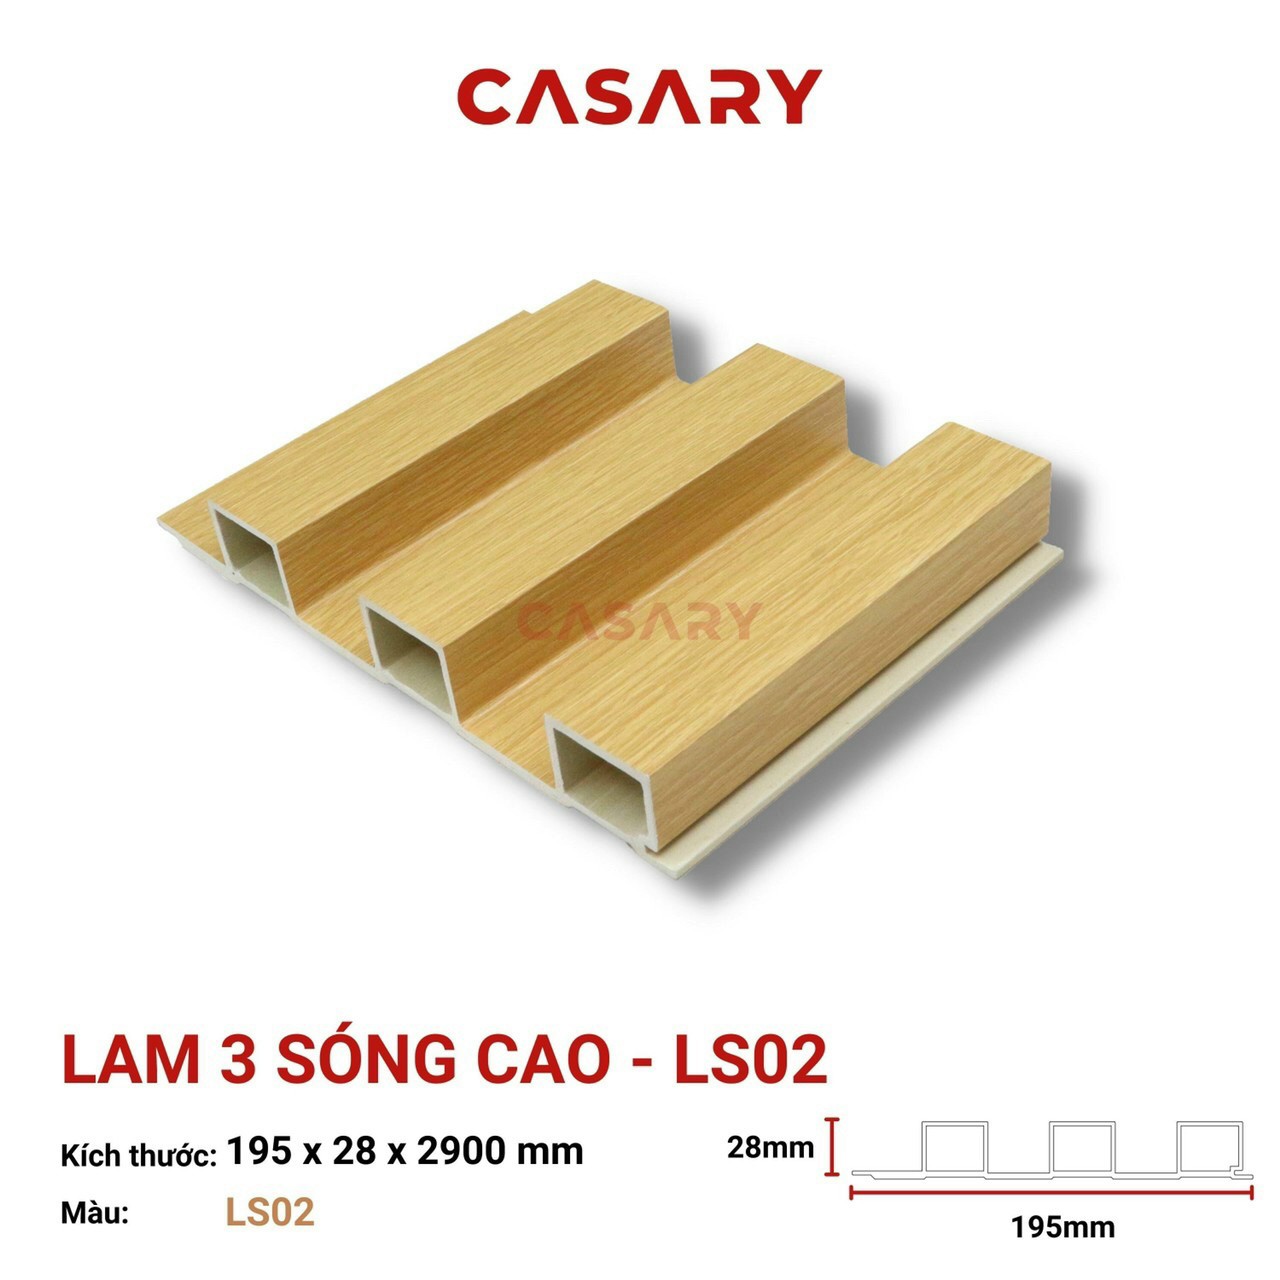 CASARY
CASARY
LAM 3 SÓNG CAO - LS02
Kích thước: 195 x 28 x 2900 mm
Màu: LS02
28mm
195mm